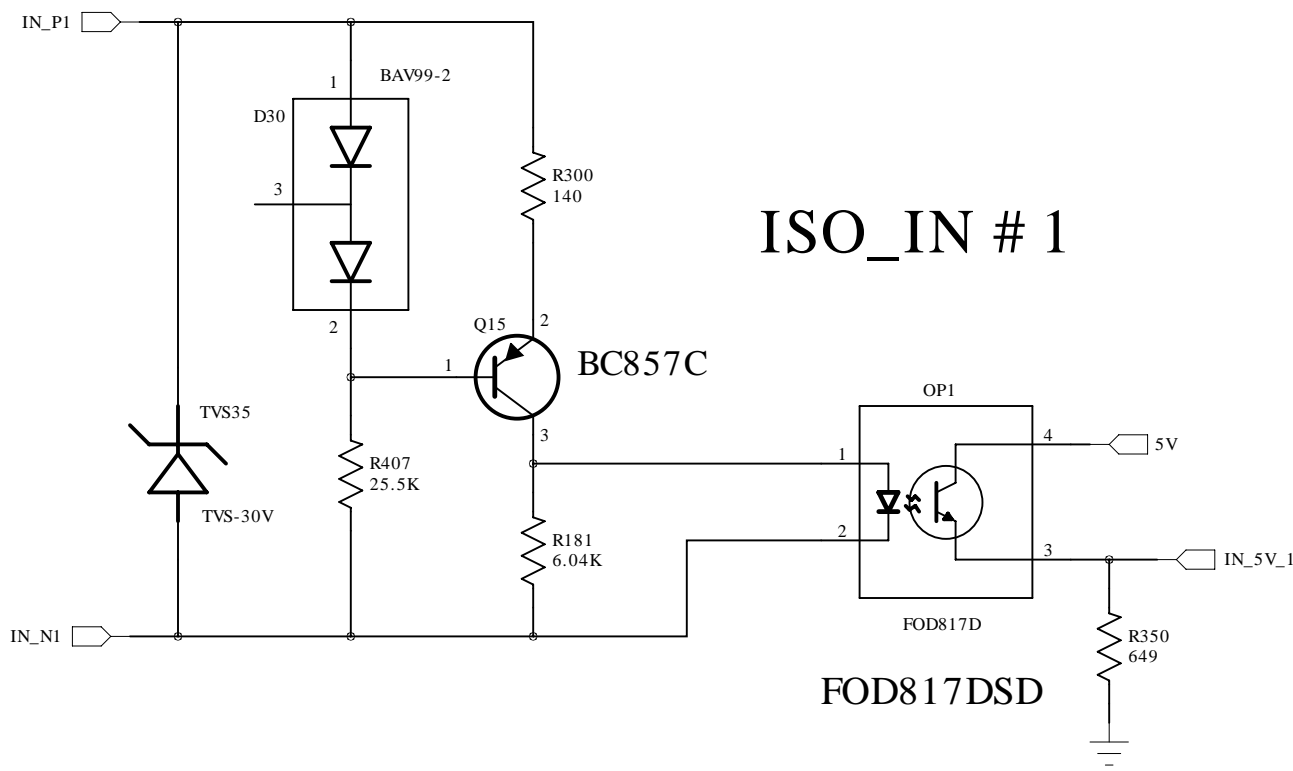 IN_P1
BAV99-2
1
D30
3
2
R300
140
ISO_IN # 1
Q15
2
1
BC857C
3
TVS35
TVS-30V
R407
25.5K
R181
6.04K
IN_N1
OP1
1
2
4
5V
3
IN_5V_1
FOD817D
R350
649
FOD817DSD